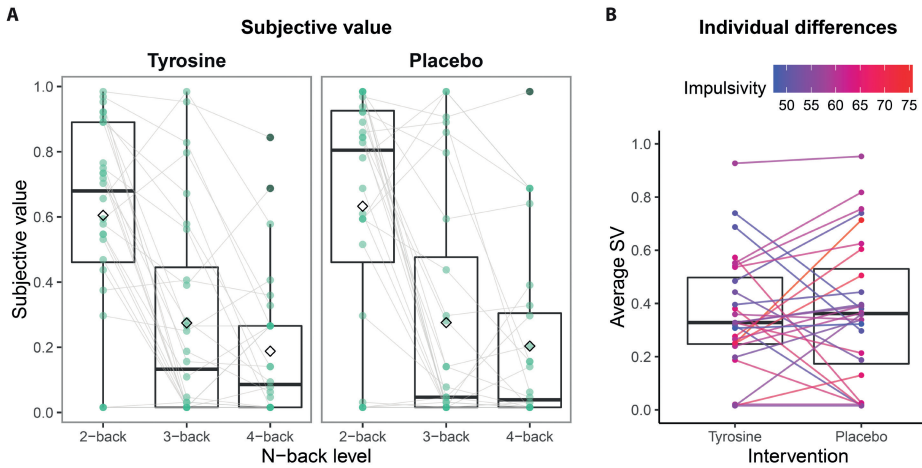 A
Subjective value
Tyrosine
Placebo
Subjective value
1.0
0.8
0.6
0.4
0.2
0.0
2-back
3-back
4-back
2-back
3-back
4-back
N-back level
B
Individual differences
Impulsivity
50 55 60 65 70 75
Average SV
1.0
0.8
0.6
0.4
0.2
0.0
Tyrosine
Placebo
Intervention